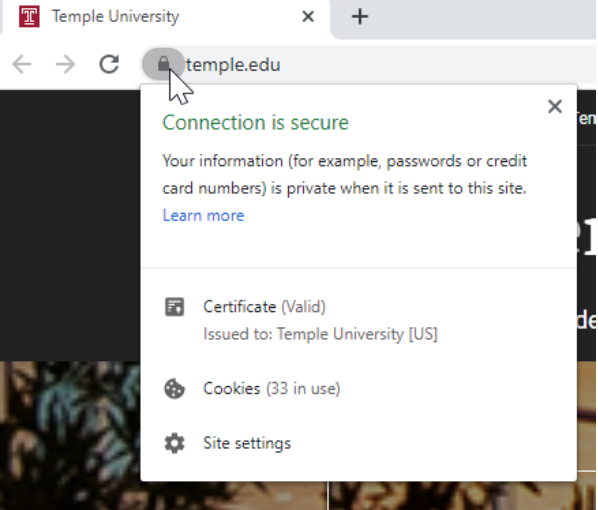 Temple University
temple.edu
Connection is secure
Your information (for example, passwords or credit
card numbers) is private when it is sent to this site.
Learn more
Certificate (Valid)
Issued to: Temple University [US]
Cookies (33 in use)
Site settings